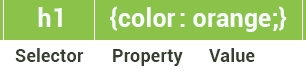 h1 {color : orange;}
Selector Property Value